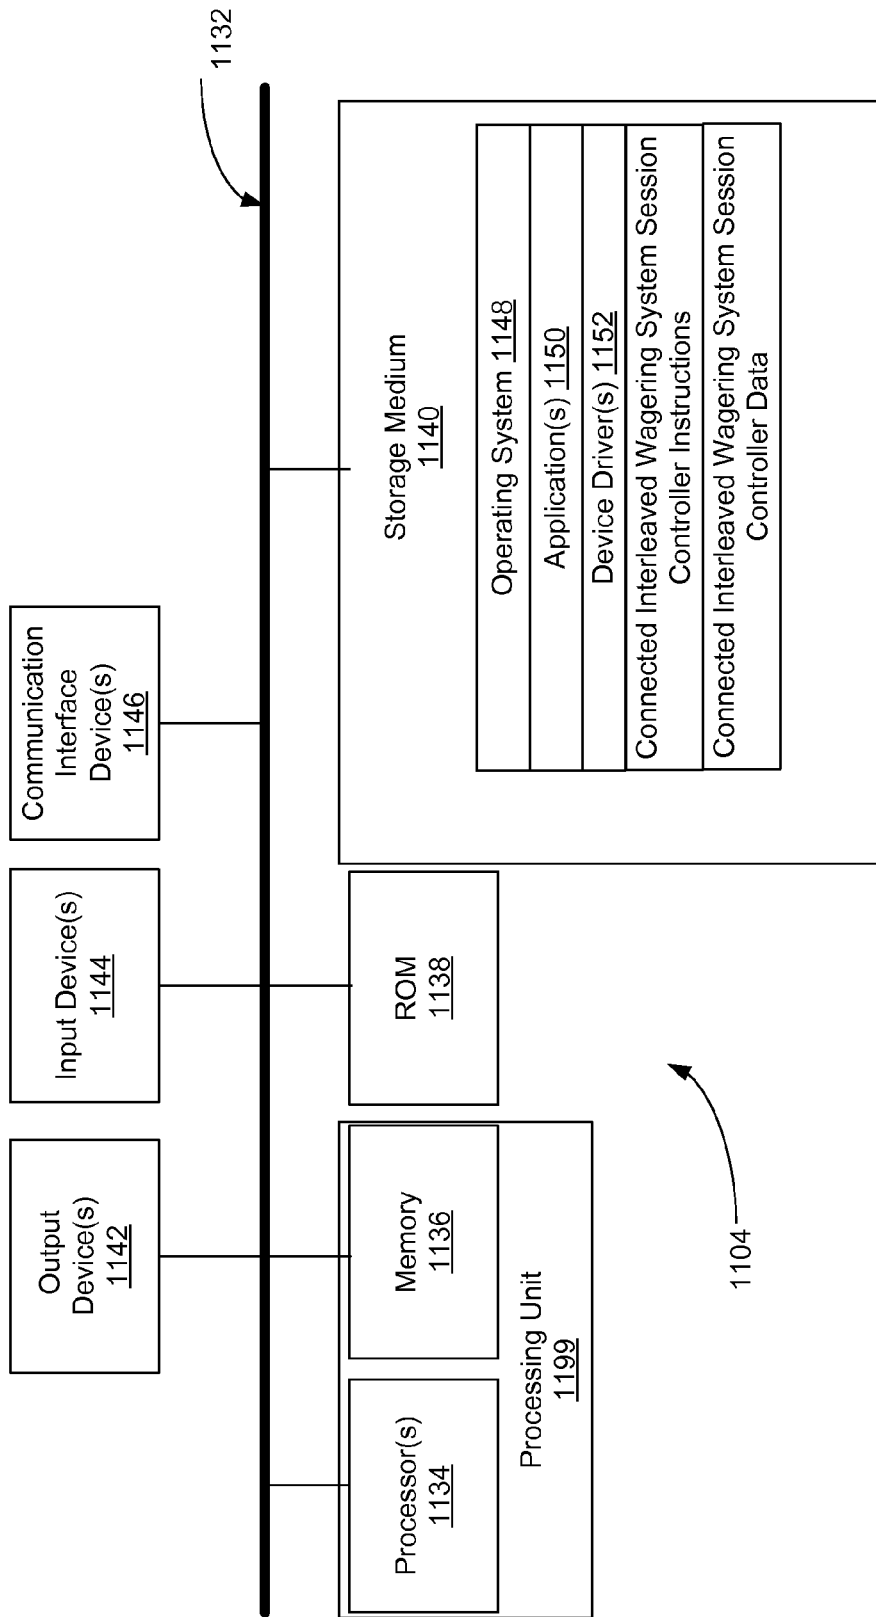 Output
Device(s)
1142
Input Device(s)
1144
Communication
Interface
Device(s)
1146
1132
Processor(s)
1134
Memory
1136
Processing Unit
1199
ROM
1138
Storage Medium
1140
Operating System 1148
Application(s) 1150
Device Driver(s) 1152
Connected Interleaved Wagering System Session
Controller Instructions
Connected Interleaved Wagering System Session
Controller Data
1104